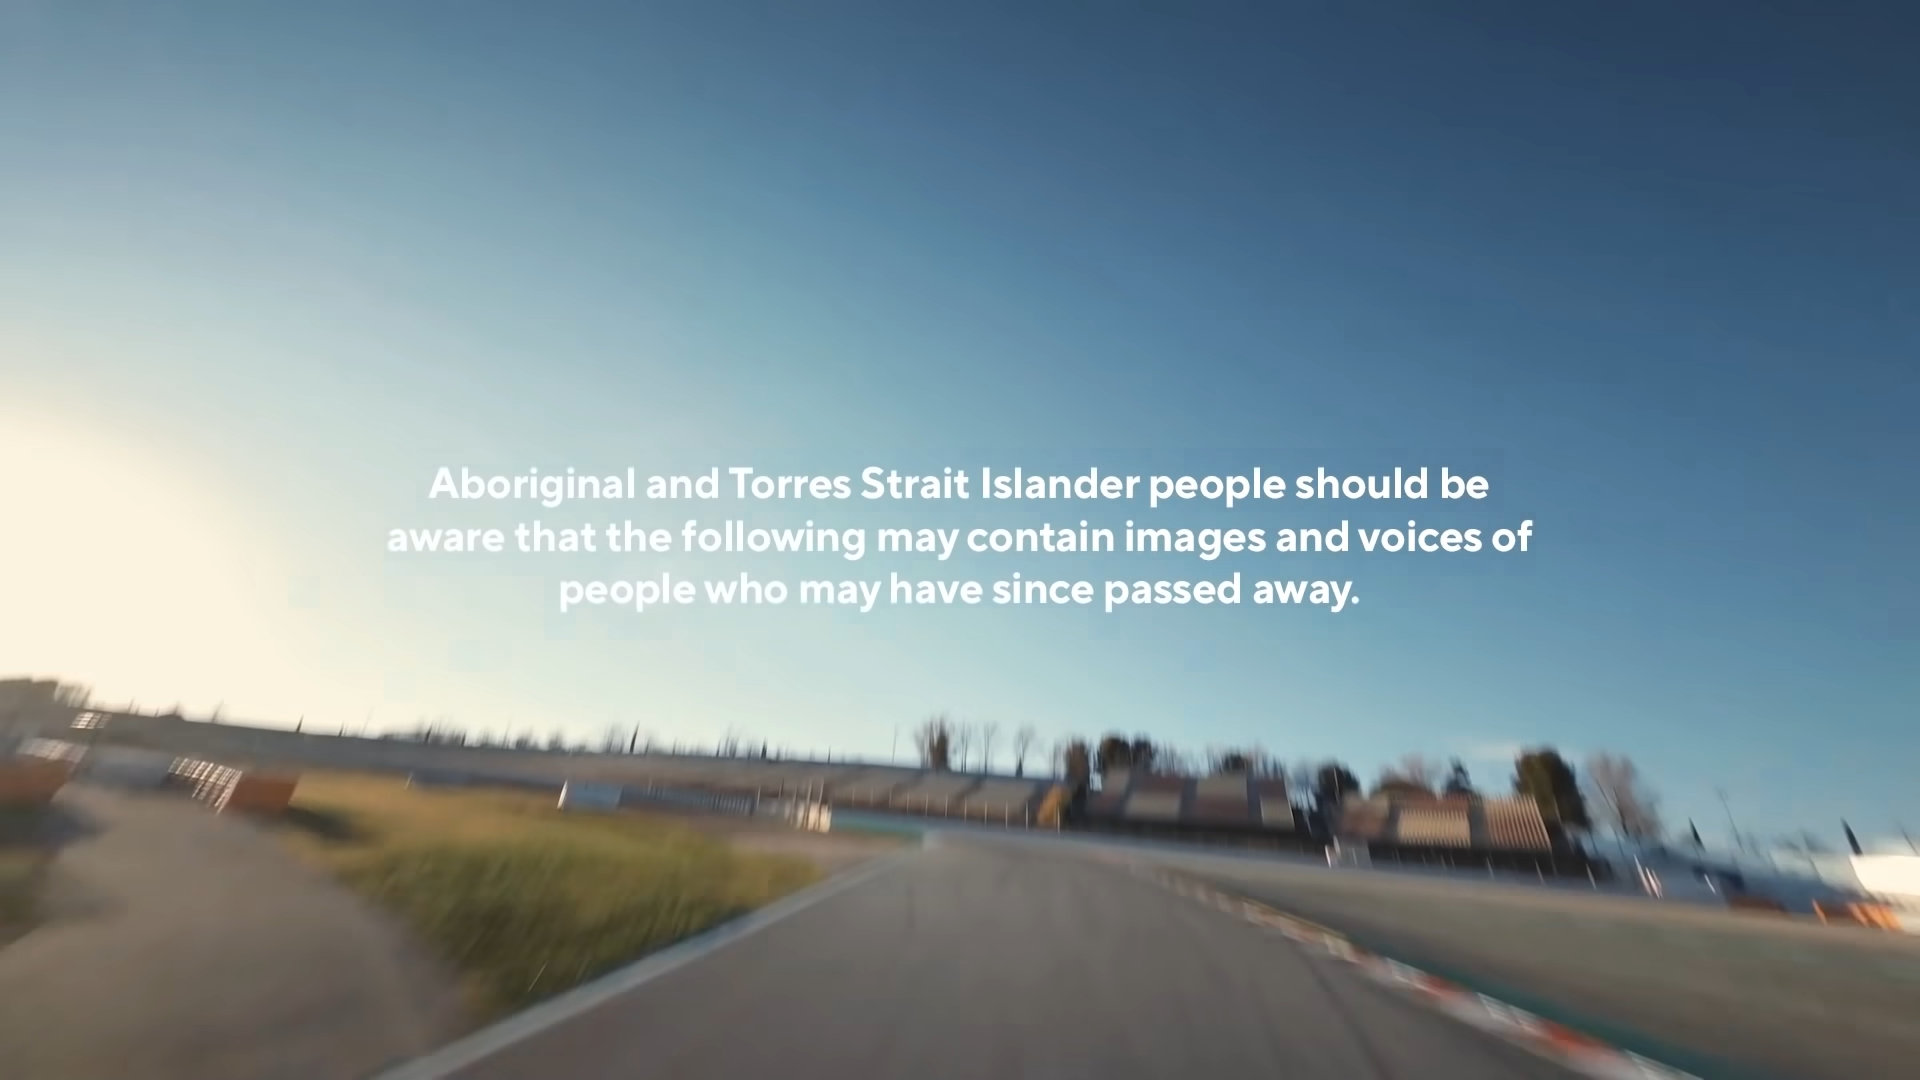 Aboriginal and Torres Strait Islander people should be
aware that the following may contain images and voices of
people who may have since passed away.